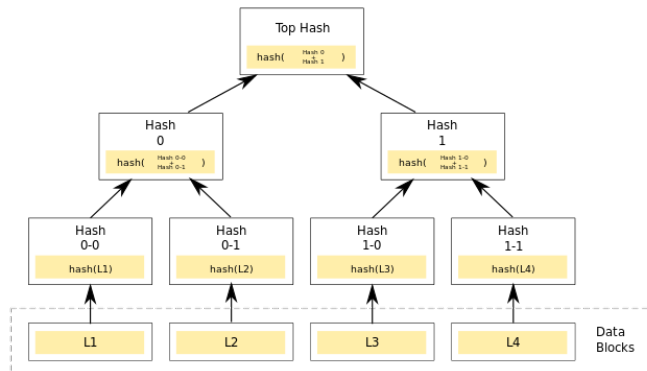 Top Hash
hash( Hash 0 + Hash 1 )
Hash
0
hash( Hash 0-0 + Hash 0-1 )
Hash
1
hash( Hash 1-0 + Hash 1-1 )
Hash
0-0
hash(L1)
Hash
0-1
hash(L2)
Hash
1-0
hash(L3)
Hash
1-1
hash(L4)
L1
L2
L3
L4
Data
Blocks